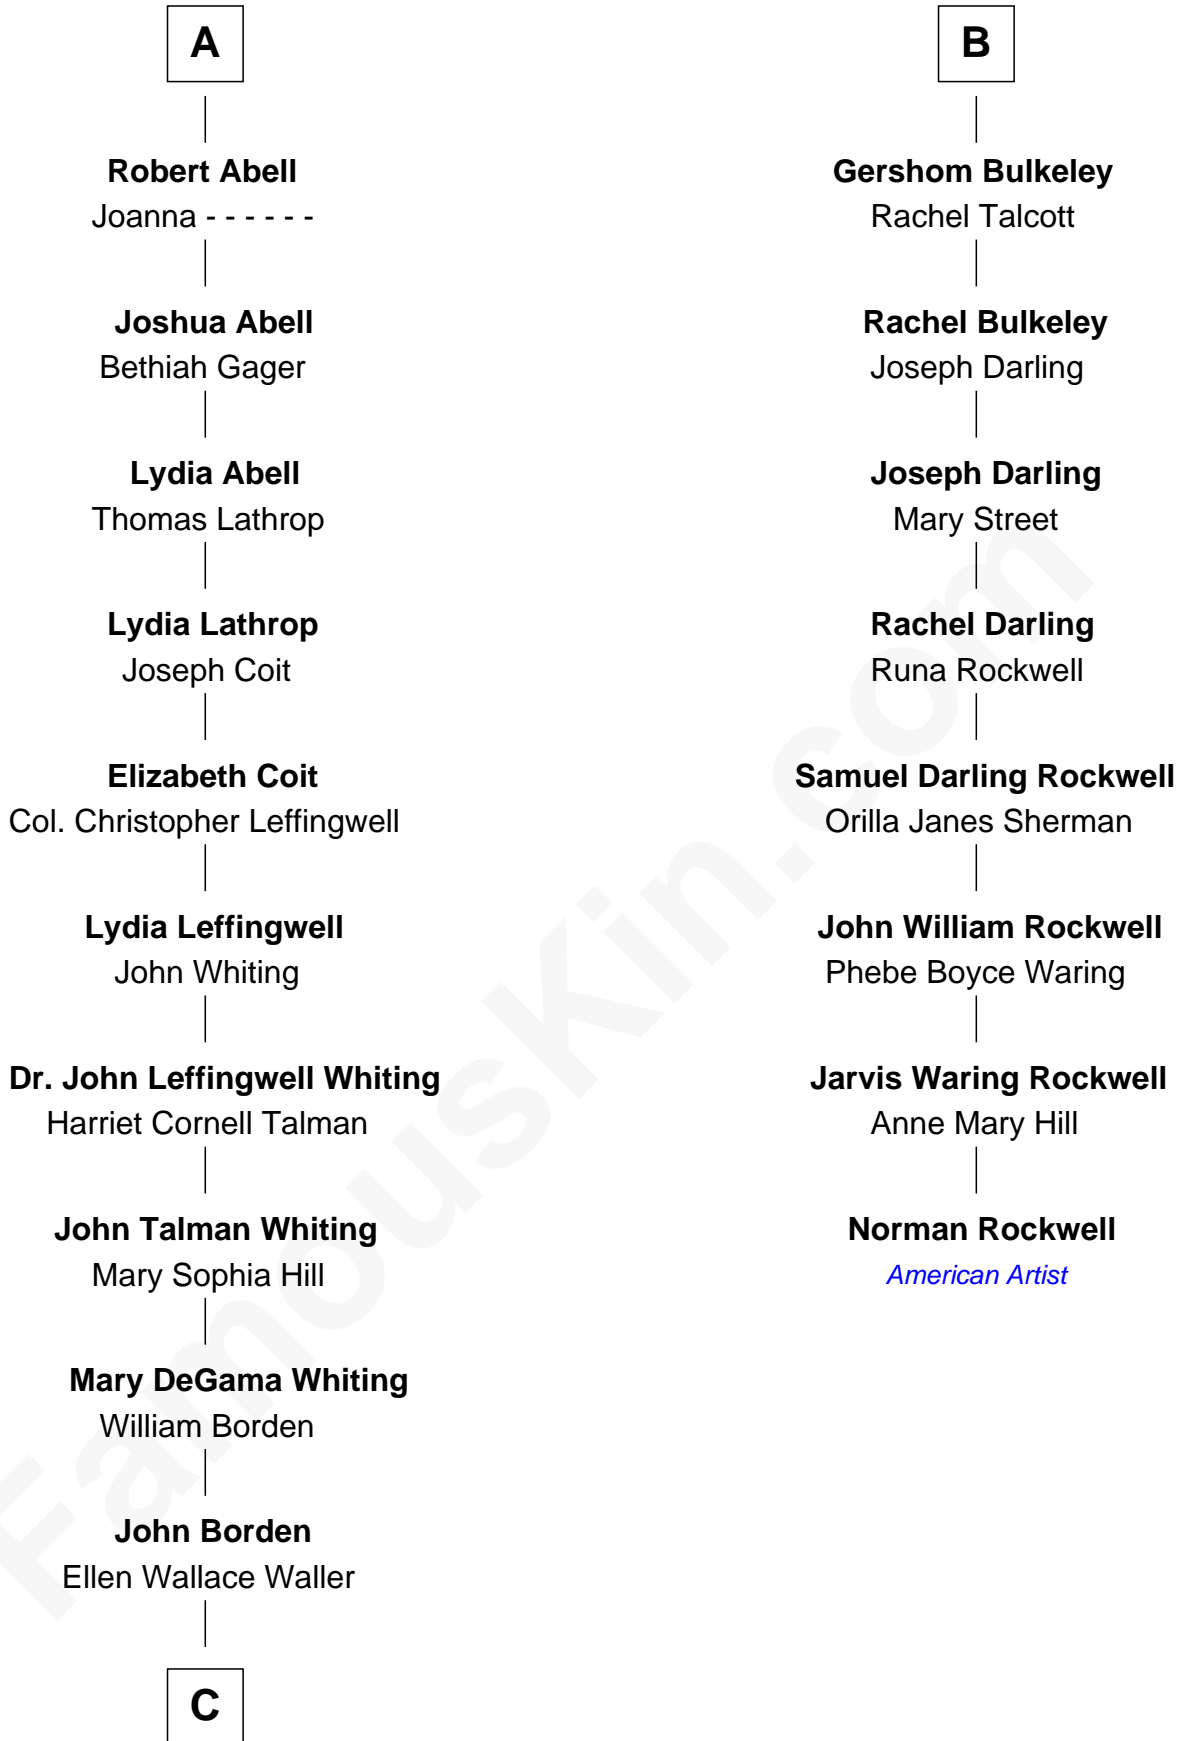 A
Robert Abell
Joanna - - - - - -
Joshua Abell
Bethiah Gager
Lydia Abell
Thomas Lathrop
Lydia Lathrop
Joseph Coit
Elizabeth Coit
Col. Christopher Leffingwell
Lydia Leffingwell
John Whiting
Dr. John Leffingwell Whiting
Harriet Cornell Talman
John Talman Whiting
Mary Sophia Hill
Mary DeGama Whiting
William Borden
John Borden
Ellen Wallace Waller
C
B
Gershom Bulkeley
Rachel Talcott
Rachel Bulkeley
Joseph Darling
Joseph Darling
Mary Street
Rachel Darling
Runa Rockwell
Samuel Darling Rockwell
Orilla Janes Sherman
John William Rockwell
Phebe Boyce Waring
Jarvis Waring Rockwell
Anne Mary Hill
Norman Rockwell
American Artist
FamousKin.com